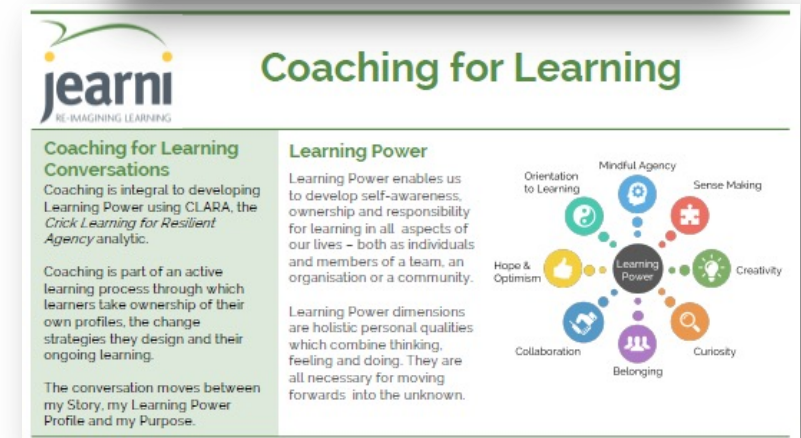 jearni
RE-IMAGINING LEARNING
Coaching for Learning
Coaching for Learning
Conversations
Coaching is integral to developing
Learning Power using CLARA, the
Crick Learning for Resilient
Agency analytic.
Coaching is part of an active
learning process through which
learners take ownership of their
own profiles, the change
strategies they design and their
ongoing learning.
The conversation moves between
my Story, my Learning Power
Profile and my Purpose.
Learning Power
Learning Power enables us
to develop self-awareness,
ownership and responsibility
for learning in all aspects of
our lives – both as individuals
and members of a team, an
organisation or a community.
Learning Power dimensions
are holistic personal qualities
which combine thinking,
feeling and doing. They are
all necessary for moving
forwards into the unknown.
Mindful Agency
Orientation
to Learning
Sense Making
Hope &
Optimism
Learning
Power
Creativity
Collaboration
Curiosity
Belonging